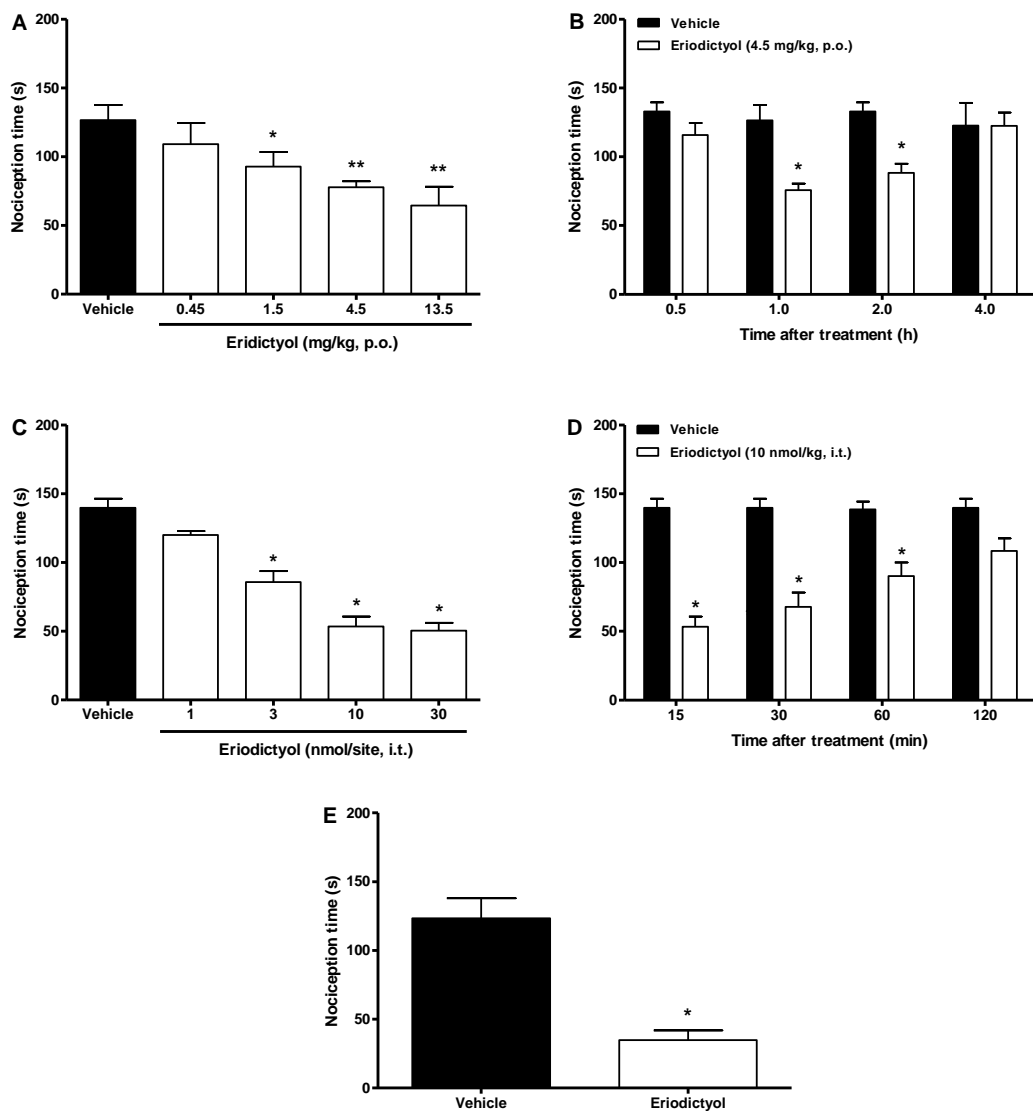 A
200
150
100
50
0
Nociception time (s)
*
**
**
Vehicle
0.45
1.5
4.5
13.5
Eridictyol (mg/kg, p.o.)
B
Vehicle
Eriodictyol (4.5 mg/kg, p.o.)
200
150
100
50
0
Nociception time (s)
*
*
0.5
1.0
2.0
4.0
Time after treatment (h)
C
200
150
100
50
0
Nociception time (s)
*
*
*
Vehicle
1
3
10
30
Eriodictyol (nmol/site, i.t.)
D
Vehicle
Eriodictyol (10 nmol/kg, i.t.)
200
150
100
50
0
Nociception time (s)
*
*
*
15
30
60
120
Time after treatment (min)
E
200
150
100
50
0
Nociception time (s)
*
Vehicle
Eriodictyol